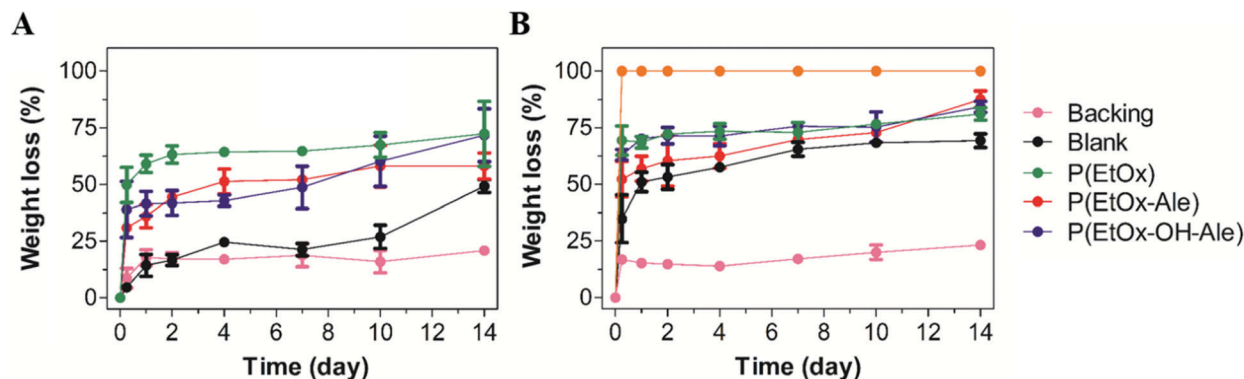 A
Weight loss (%)
100
75
50
25
0
0 2 4 6 8 10 12 14
Time (day)
B
Weight loss (%)
100
75
50
25
0
0 2 4 6 8 10 12 14
Time (day)
Backing
Blank
P(EtOx)
P(EtOx-Ale)
P(EtOx-OH-Ale)